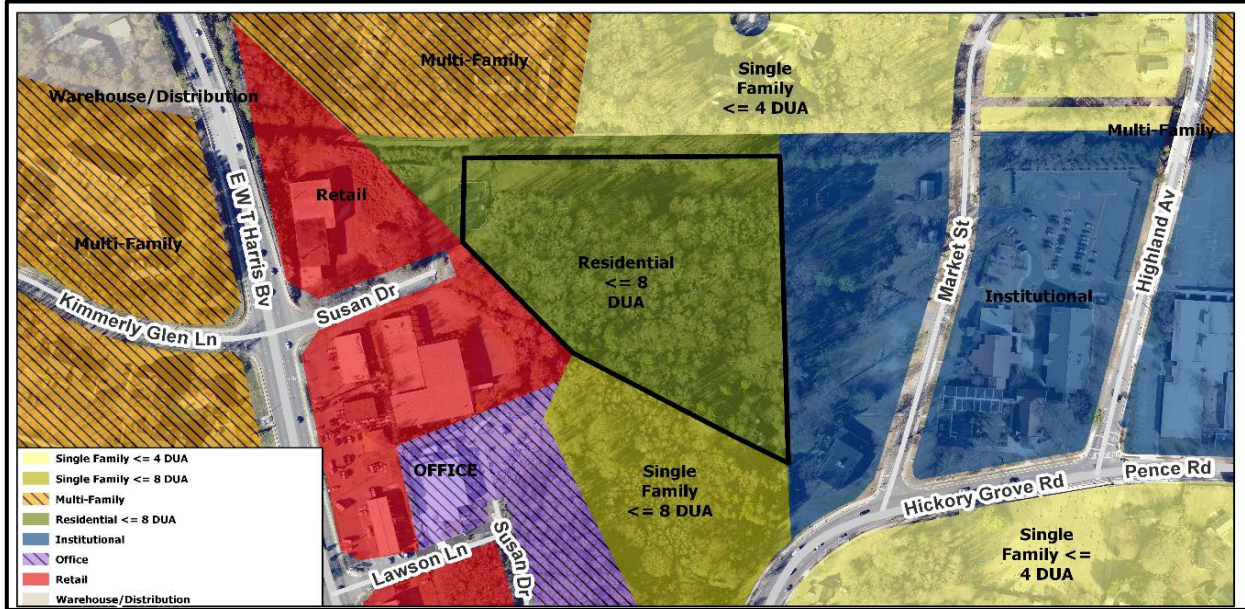 Multi-Family
Single
Family
<= 4 DUA
Warehouse/Distribution
Multi-Family
E W T Harris Bv
Retail
Multi-Family
Kimmerly Glen Ln
Susan Dr
Residential
<= 8
DUA
Market St
Highland Av
Institutional
OFFICE
Single
Family
<= 8 DUA
Lawson Ln
Susan Dr
Hickory Grove Rd
Pence Rd
Single
Family <=
4 DUA
Single Family <= 4 DUA
Single Family <= 8 DUA
Multi-Family
Residential <= 8 DUA
Institutional
Office
Retail
Warehouse/Distribution